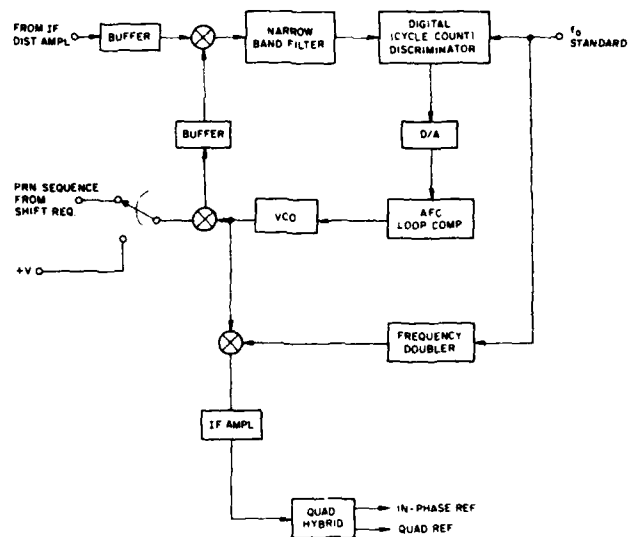 FROM IF
DIST AMPL
BUFFER
NARROW
BAND FILTER
DIGITAL
(CYCLE COUNT)
DISCRIMINATOR
f₀
STANDARD
BUFFER
D/A
PRN SEQUENCE
FROM
SHIFT REQ.
VCO
AFC
LOOP COMP
+V
FREQUENCY
DOUBLER
IF AMPL
QUAD
HYBRID
IN-PHASE REF
QUAD REF